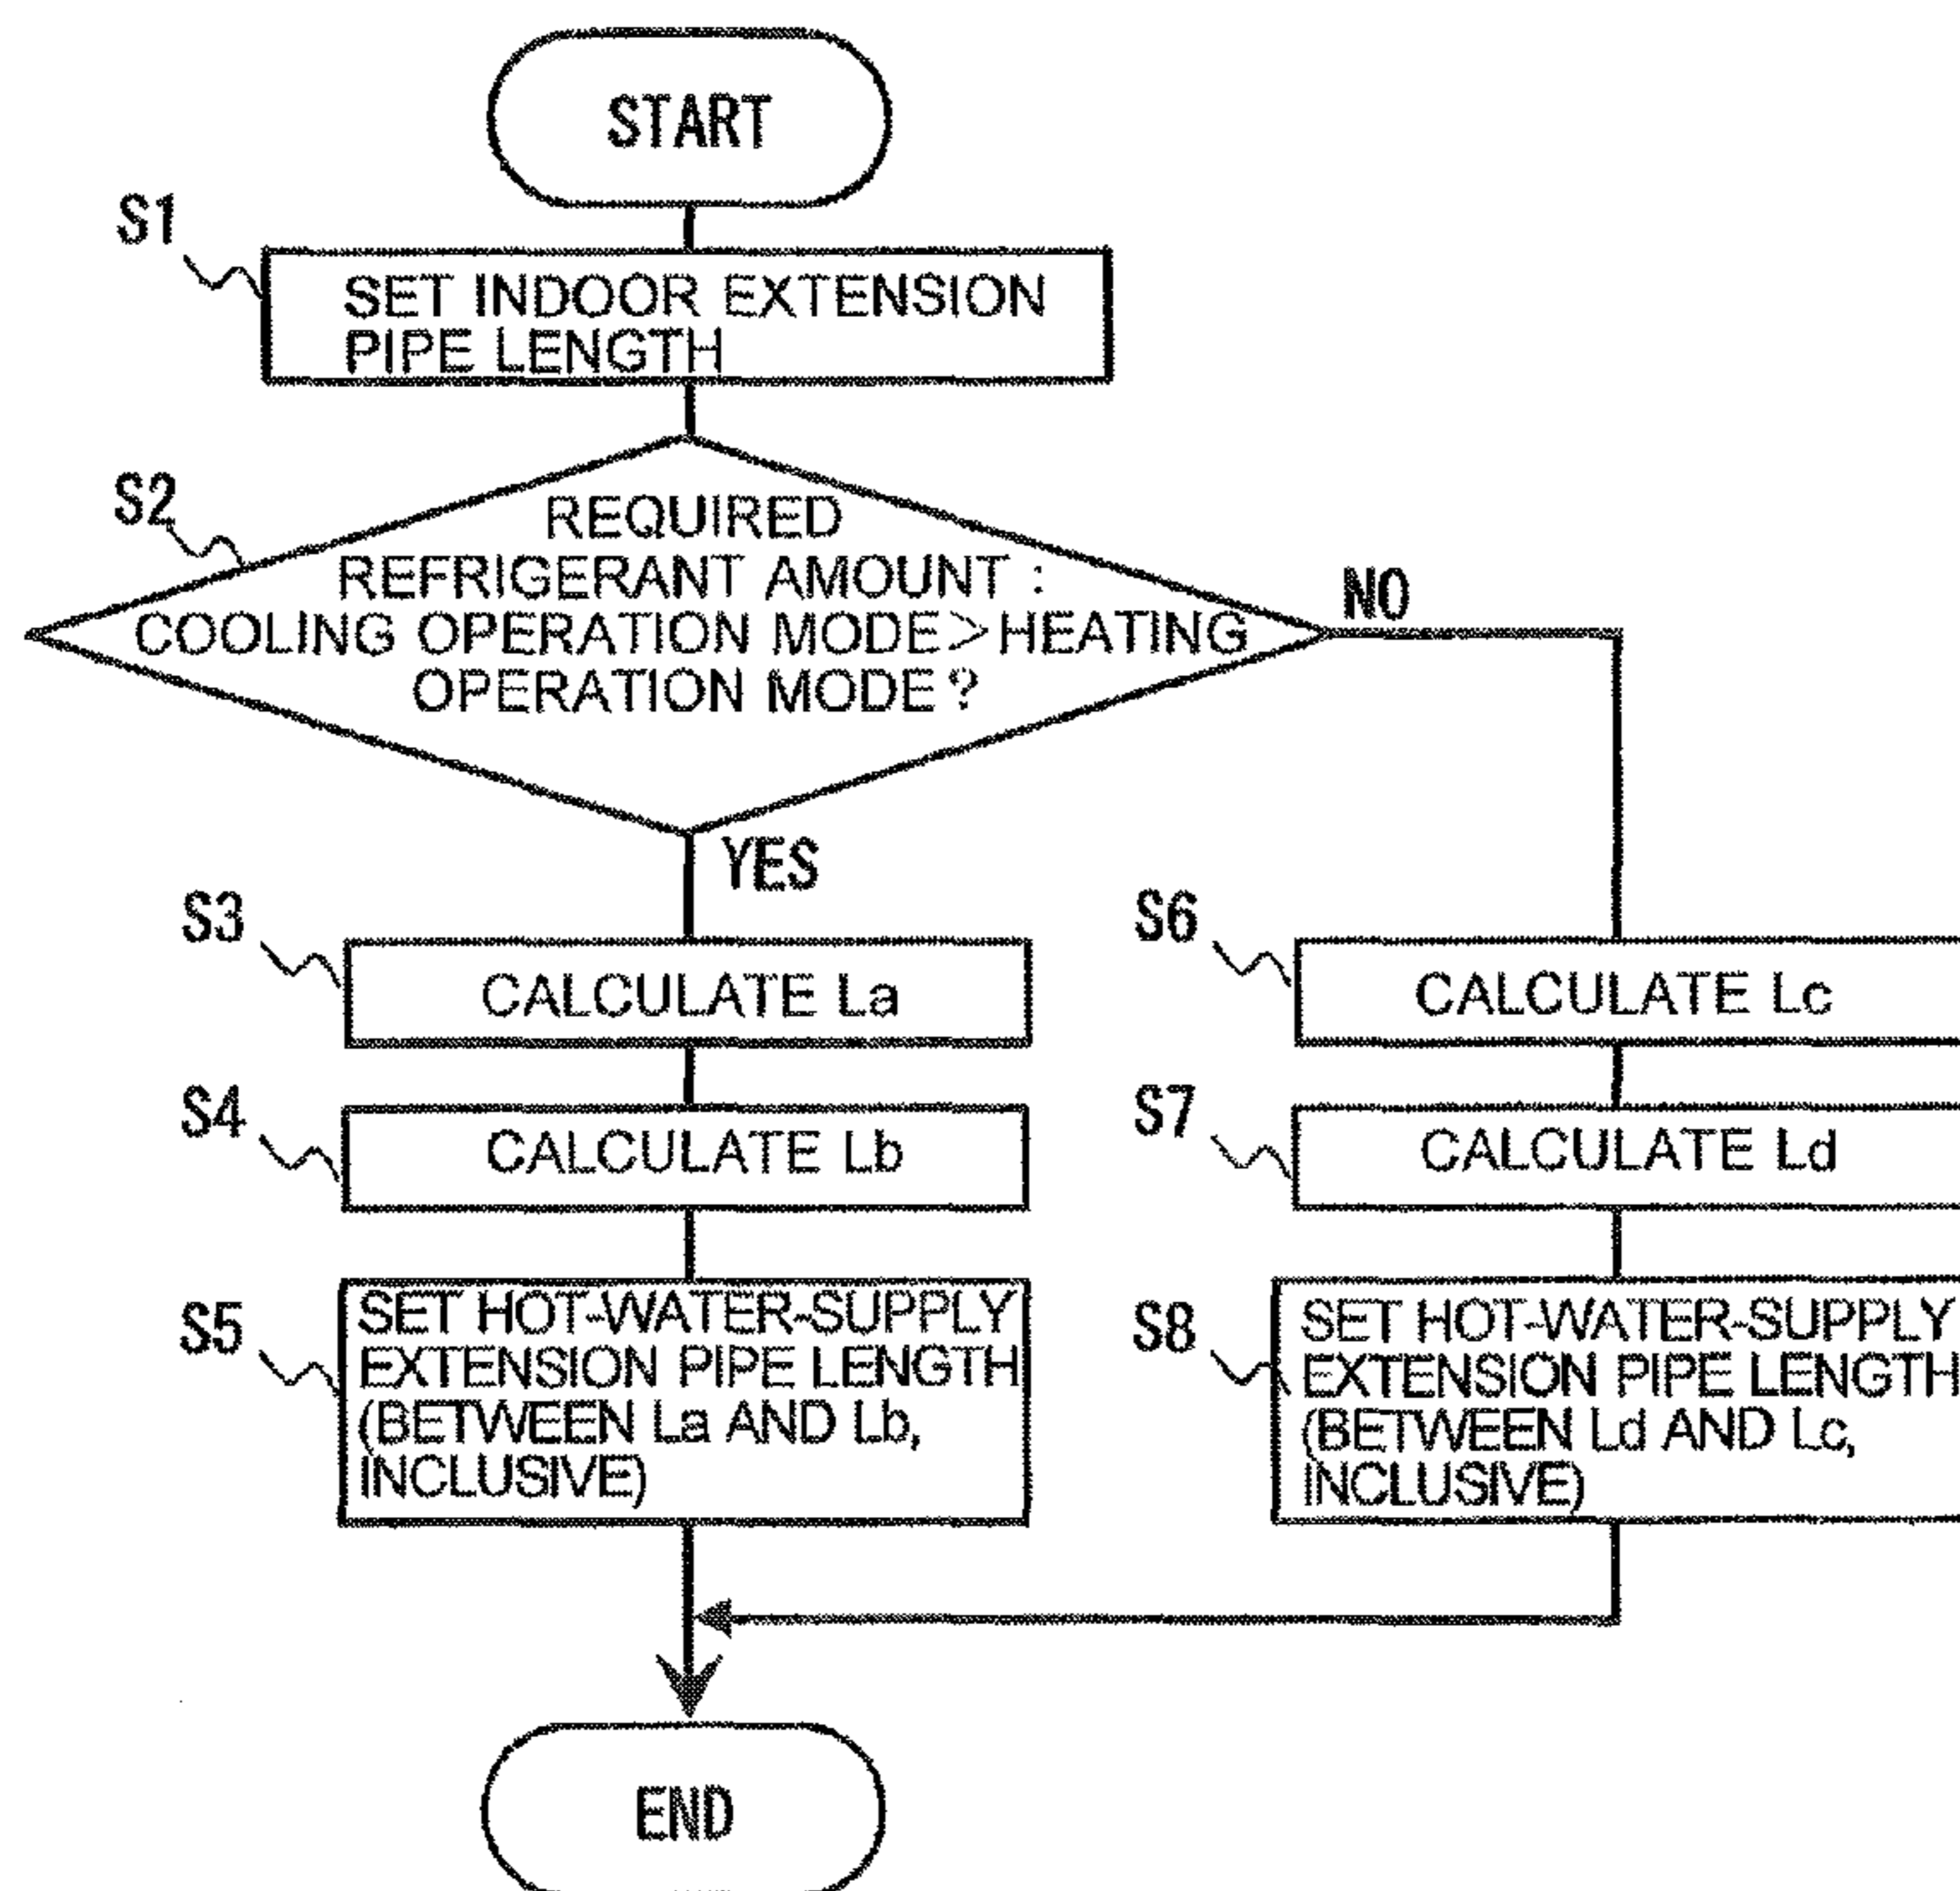 START
S1
SET INDOOR EXTENSION
PIPE LENGTH
S2
REQUIRED
REFRIGERANT AMOUNT :
COOLING OPERATION MODE>HEATING
OPERATION MODE?
NO
YES
S3
CALCULATE La
S4
CALCULATE Lb
S5
SET HOT-WATER-SUPPLY
EXTENSION PIPE LENGTH
(BETWEEN La AND Lb,
INCLUSIVE)
S6
CALCULATE Lc
S7
CALCULATE Ld
S8
SET HOT-WATER-SUPPLY
EXTENSION PIPE LENGTH
(BETWEEN Ld AND Lc,
INCLUSIVE)
END